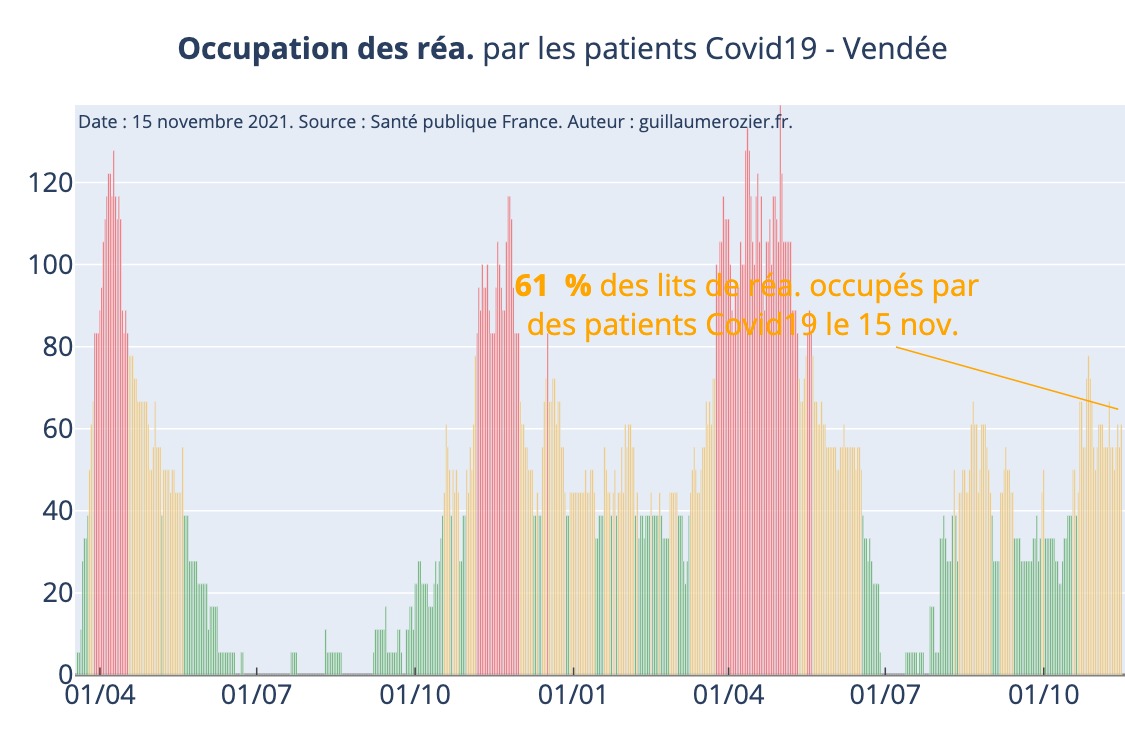 Occupation des réa. par les patients Covid19 - Vendée
Date : 15 novembre 2021. Source : Santé publique France. Auteur : guillaumerozier.fr.
120
100
61 % des lits de réa. occupés par
des patients Covid19 le 15 nov.
80
60
40
20
0
01/04 01/07 01/10 01/01 01/04 01/07 01/10